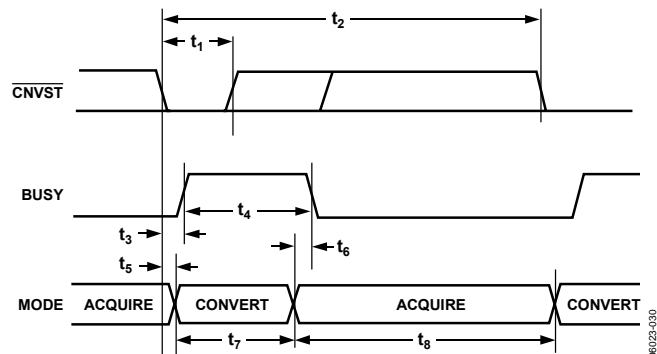 t2
t1
CNVST
BUSY
t4
t3
t6
t5
MODE ACQUIRE CONVERT ACQUIRE CONVERT
t7 t8
06023-030